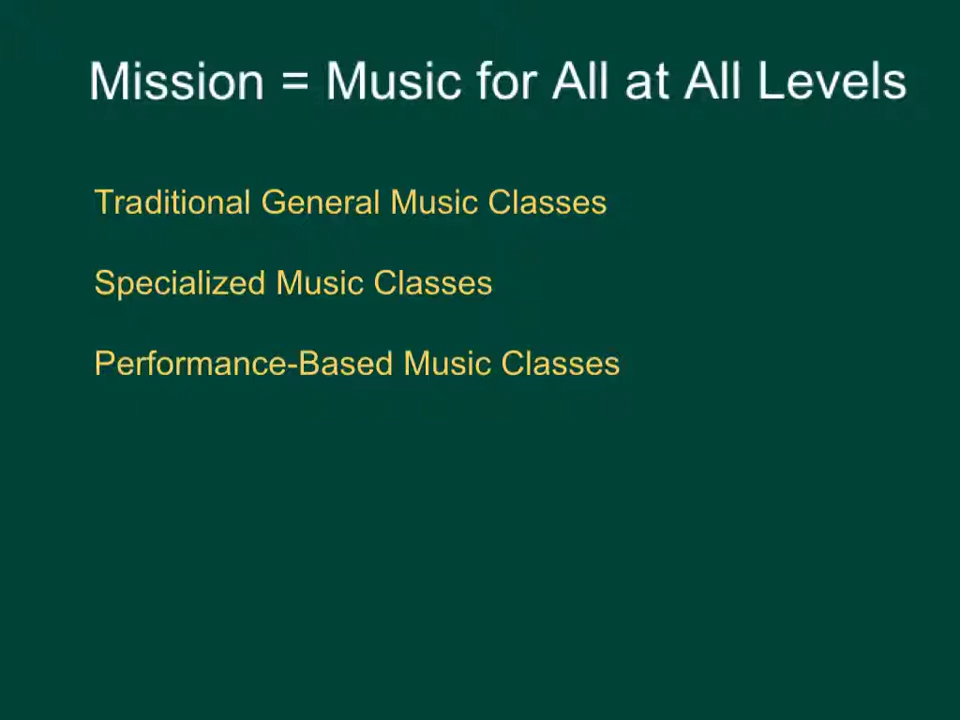 Mission = Music for All at All Levels
Traditional General Music Classes
Specialized Music Classes
Performance-Based Music Classes